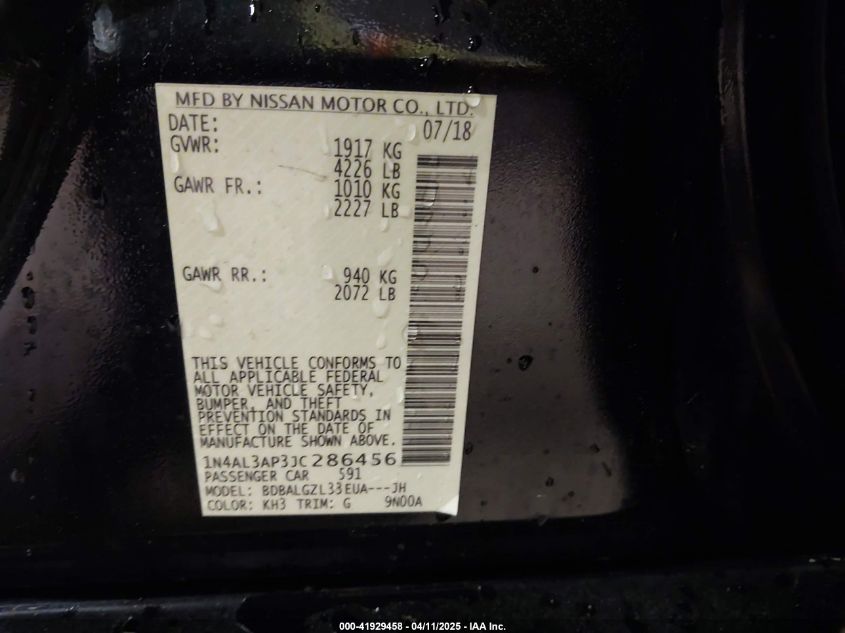 MFD BY NISSAN MOTOR CO., LTD.
DATE: 07/18
GVWR: 1917 KG
4226 LB
GAWR FR.: 1010 KG
2227 LB
GAWR RR.: 940 KG
2072 LB
THIS VEHICLE CONFORMS TO
ALL APPLICABLE FEDERAL
MOTOR VEHICLE SAFETY,
BUMPER, AND THEFT
PREVENTION STANDARDS IN
EFFECT ON THE DATE OF
MANUFACTURE SHOWN ABOVE.
1N4AL3AP3JC286456
PASSENGER CAR 591
MODEL: BDBALGZL33EUA---JH
COLOR: KH3 TRIM: G 9N00A
000-41929458 - 04/11/2025 - IAA Inc.